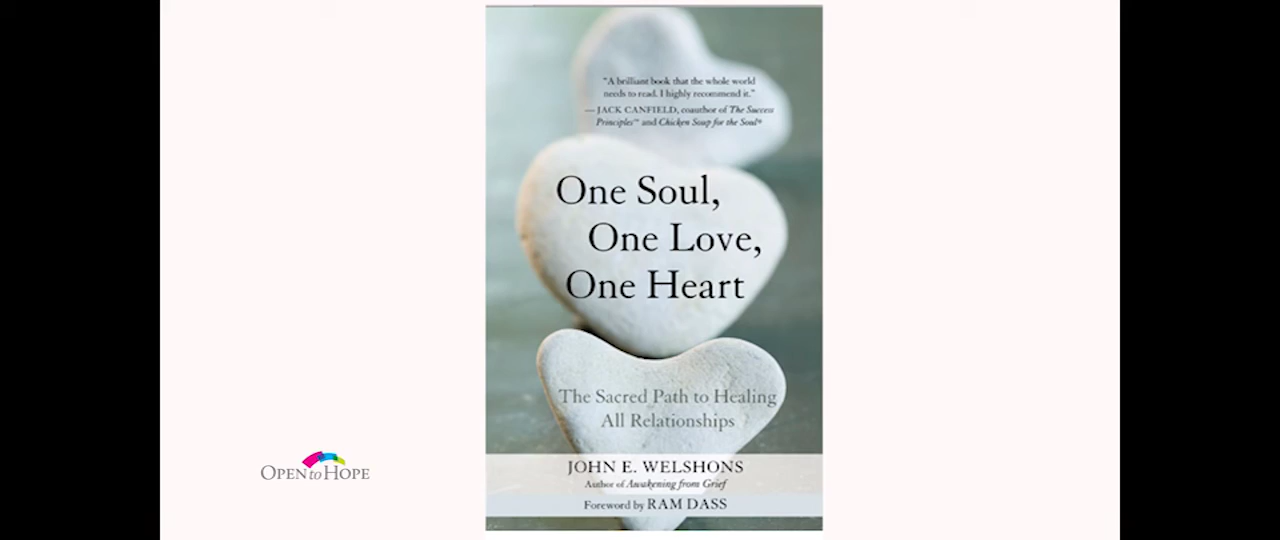 "A brilliant book that the whole world
needs to read. I highly recommend it."
— JACK CANFIELD, coauthor of The Success
Principles™ and Chicken Soup for the Soul®
One Soul,
One Love,
One Heart
The Sacred Path to Healing
All Relationships
JOHN E. WELSHONS
Author of Awakening from Grief
Foreword by RAM DASS
OPEN to HOPE